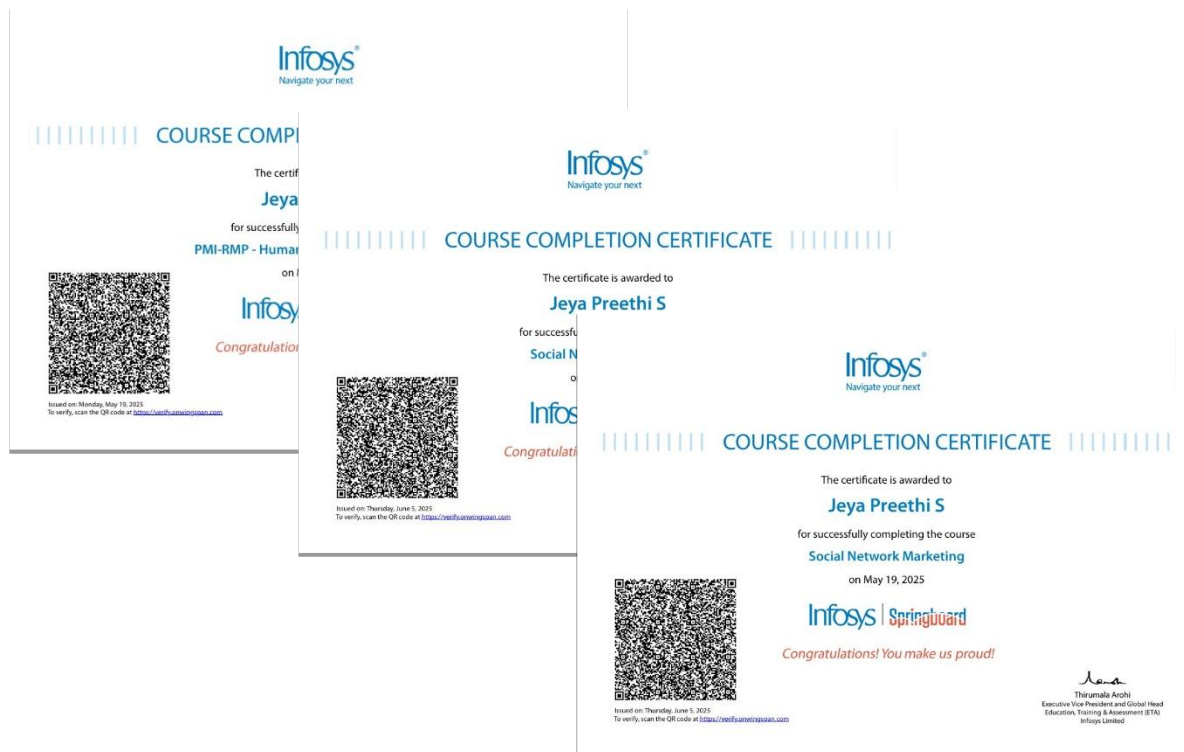 Infosys®
Navigate your next
COURSE COMPL
The certif
Jeya
for successfully
PMI-RMP - Human
on
Infosy
Congratulation
Issued on: Monday, May 19, 2025
To verify, scan the QR code at https://verify.onwingspan.com
Infosys®
Navigate your next
COURSE COMPLETION CERTIFICATE
The certificate is awarded to
Jeya Preethi S
for successfu
Social N
o
Infos
Congratulati
Issued on: Thursday, June 5, 2025
To verify, scan the QR code at https://verify.onwingspan.com
Infosys®
Navigate your next
COURSE COMPLETION CERTIFICATE
The certificate is awarded to
Jeya Preethi S
for successfully completing the course
Social Network Marketing
on May 19, 2025
Infosys | Springboard
Congratulations! You make us proud!
Thirumala Arohi
Executive Vice President and Global Head
Education, Training & Assessment (ETA)
Infosys Limited
Issued on: Thursday, June 5, 2025
To verify, scan the QR code at https://verify.onwingspan.com